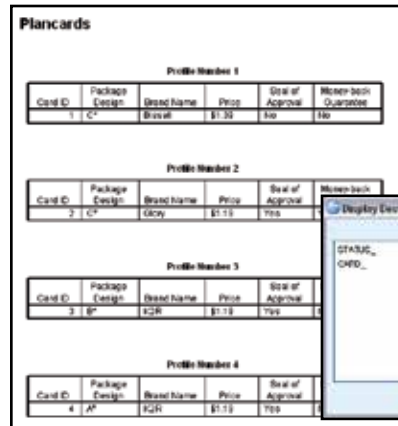 Plancards
Profile Number 1
Card ID Package Design Brand Name Price Seal of Approval Money-back Guarantee
1 C* Bissell $1.39 No No
Profile Number 2
Card ID Package Design Brand Name Price Seal of Approval Money-back
2 C* Glory $1.19 Yes
Display Des
STATUS_
CARD_
Profile Number 3
Card ID Package Design Brand Name Price Seal of Approval
3 B* K2R $1.19 Yes
Profile Number 4
Card ID Package Design Brand Name Price Seal of Approval
4 A* K2R $1.19 Yes